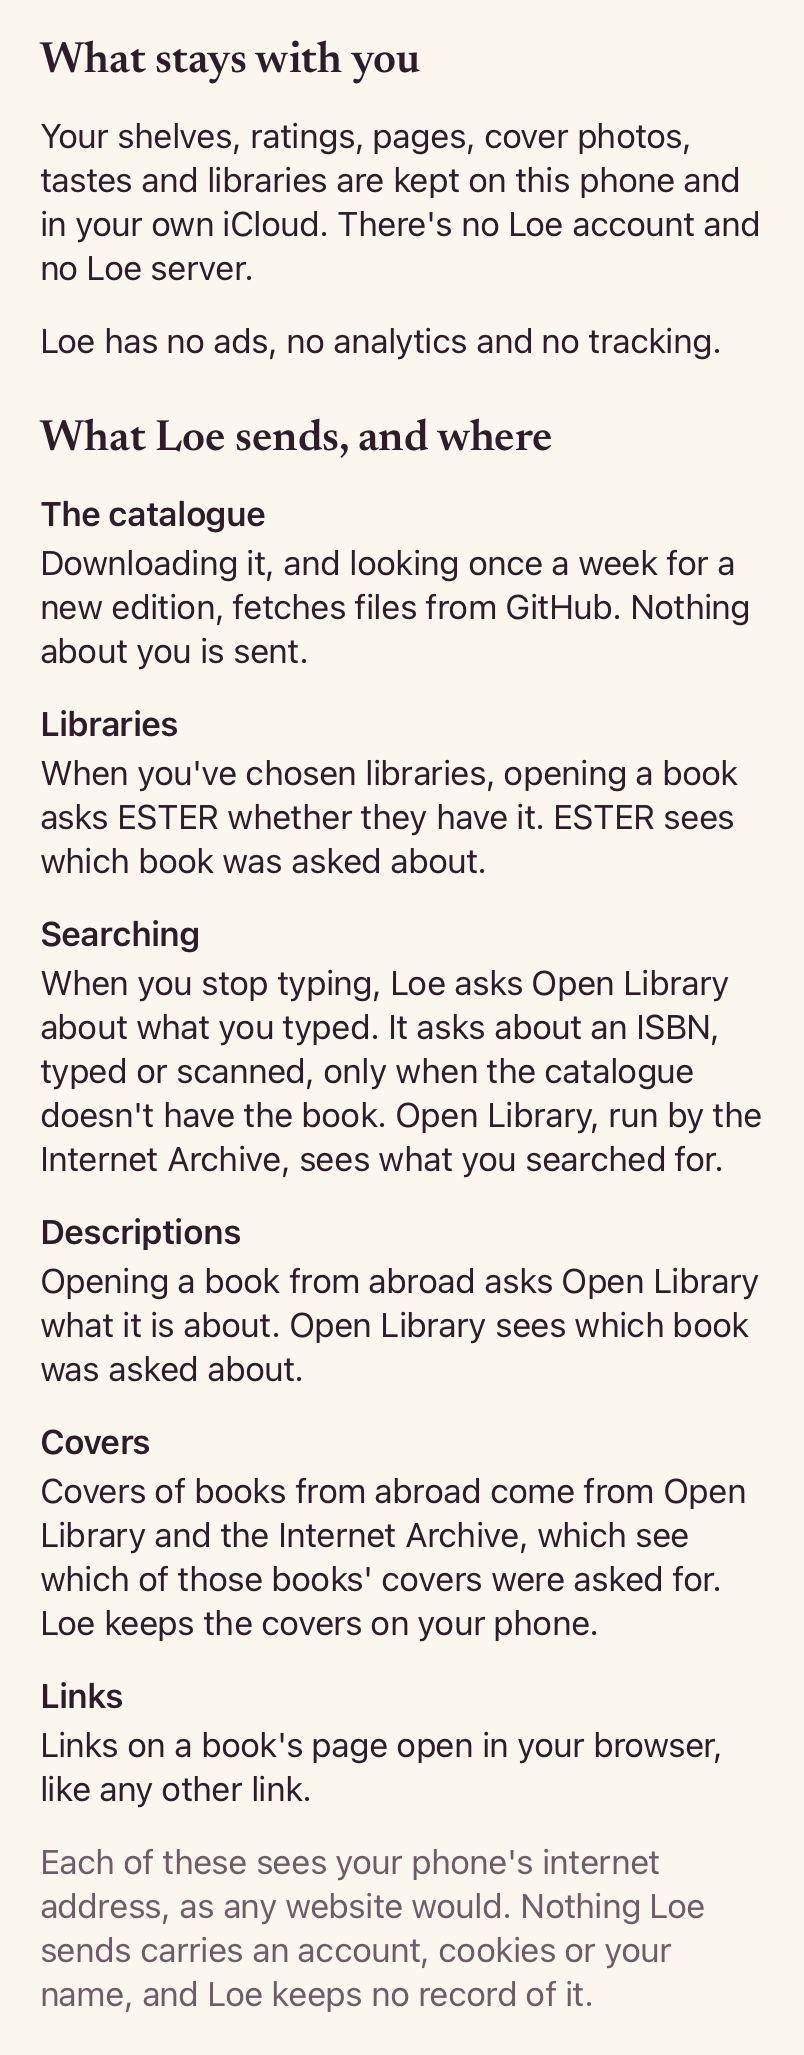 What stays with you
Your shelves, ratings, pages, cover photos,
tastes and libraries are kept on this phone and
in your own iCloud. There's no Loe account and
no Loe server.
Loe has no ads, no analytics and no tracking.
What Loe sends, and where
The catalogue
Downloading it, and looking once a week for a
new edition, fetches files from GitHub. Nothing
about you is sent.
Libraries
When you've chosen libraries, opening a book
asks ESTER whether they have it. ESTER sees
which book was asked about.
Searching
When you stop typing, Loe asks Open Library
about what you typed. It asks about an ISBN,
typed or scanned, only when the catalogue
doesn't have the book. Open Library, run by the
Internet Archive, sees what you searched for.
Descriptions
Opening a book from abroad asks Open Library
what it is about. Open Library sees which book
was asked about.
Covers
Covers of books from abroad come from Open
Library and the Internet Archive, which see
which of those books' covers were asked for.
Loe keeps the covers on your phone.
Links
Links on a book's page open in your browser,
like any other link.
Each of these sees your phone's internet
address, as any website would. Nothing Loe
sends carries an account, cookies or your
name, and Loe keeps no record of it.